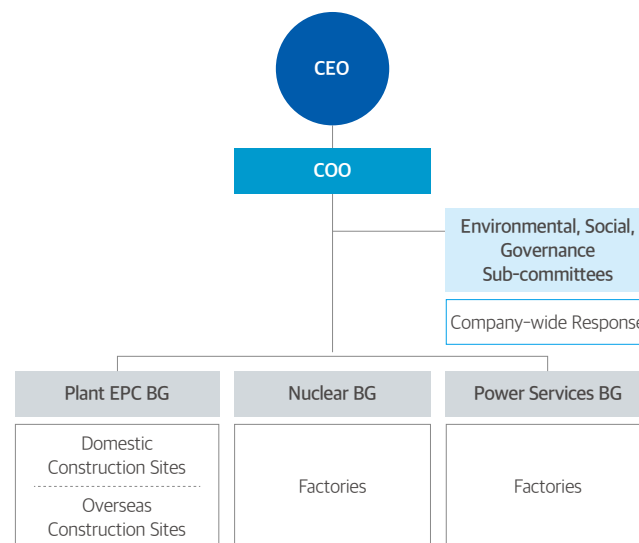 CEO
COO
Environmental, Social,
Governance
Sub-committees
Company-wide Response
Plant EPC BG
Nuclear BG
Power Services BG
Domestic
Construction Sites
Overseas
Construction Sites
Factories
Factories